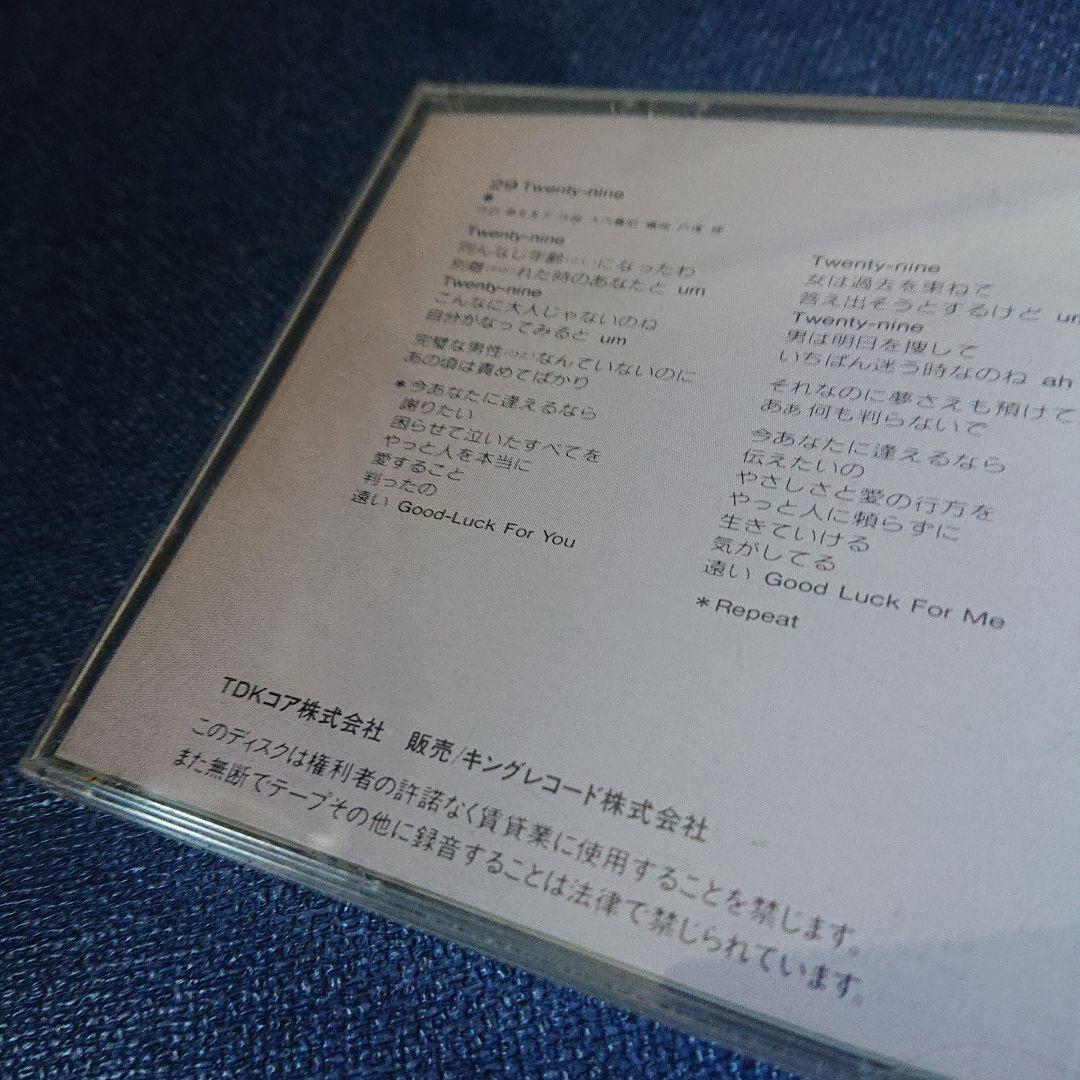 29 Twenty-nine
*
作詞 作曲 大内義昭 編曲 戸塚 修
Twenty-nine
同んなじ年齢になったわ
別離れた時のあなたと um
Twenty-nine
こんなに大人じゃないのね
自分がなってみると um
完璧な男性なんていないのに
あの頃は責めてばかり
*今あなたに逢えるなら
謝りたい
困らせて泣いたすべてを
やっと人を本当に
愛すること
判ったの
遠い Good-Luck For You
Twenty-nine
女は過去を束ねて
答え出そうとするけど
Twenty-nine
男は明日を捜して
いちばん迷う時なのね ah
それなのに夢さえも預けて
あぁ何も判らないで
今あなたに逢えるなら
伝えたいの
やさしさと愛の行方を
やっと人に頼らずに
生きていける
気がしてる
遠い Good Luck For Me
*Repeat
TDKコア株式会社 販売/キングレコード株式会社
このディスクは権利者の許諾なく賃貸業に使用することを禁じます。
また無断でテープその他に録音することは法律で禁じられています。